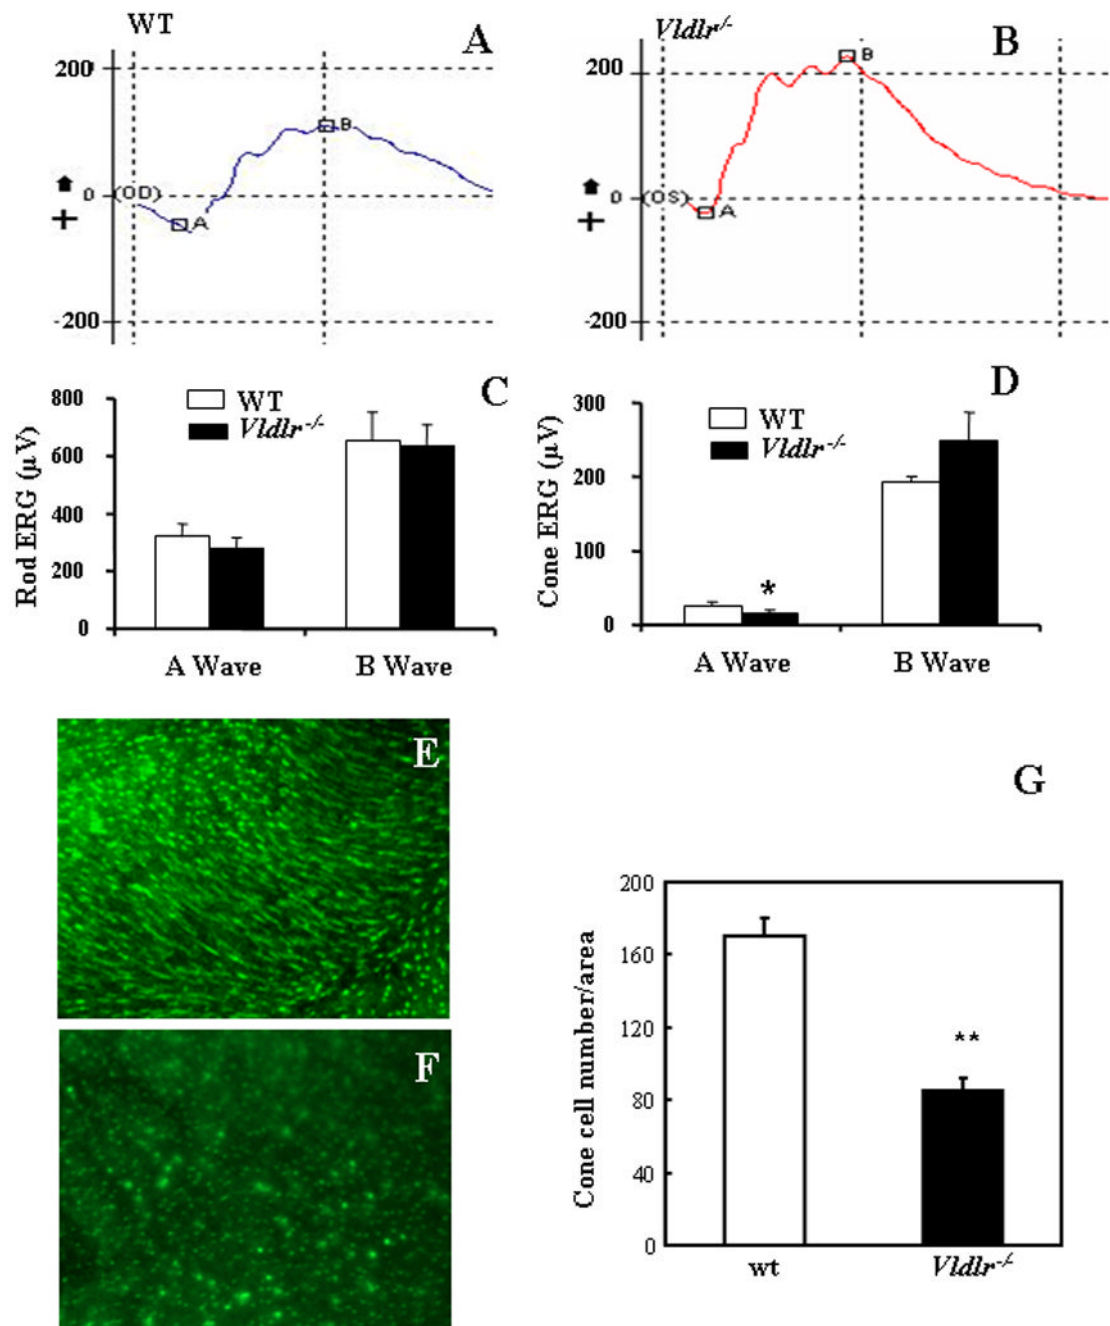 WT
A
200
0
(OD)
A
B
-200
Vldlr-/-
B
200
0
(OS)
A
B
-200
C
WT
Vldlr -/-
Rod ERG (µV)
800
600
400
200
0
A Wave
B Wave
D
WT
Vldlr -/-
Cone ERG (µV)
300
200
100
0
*
A Wave
B Wave
E
F
G
Cone cell number/area
200
160
120
80
40
0
**
wt
Vldlr -/-